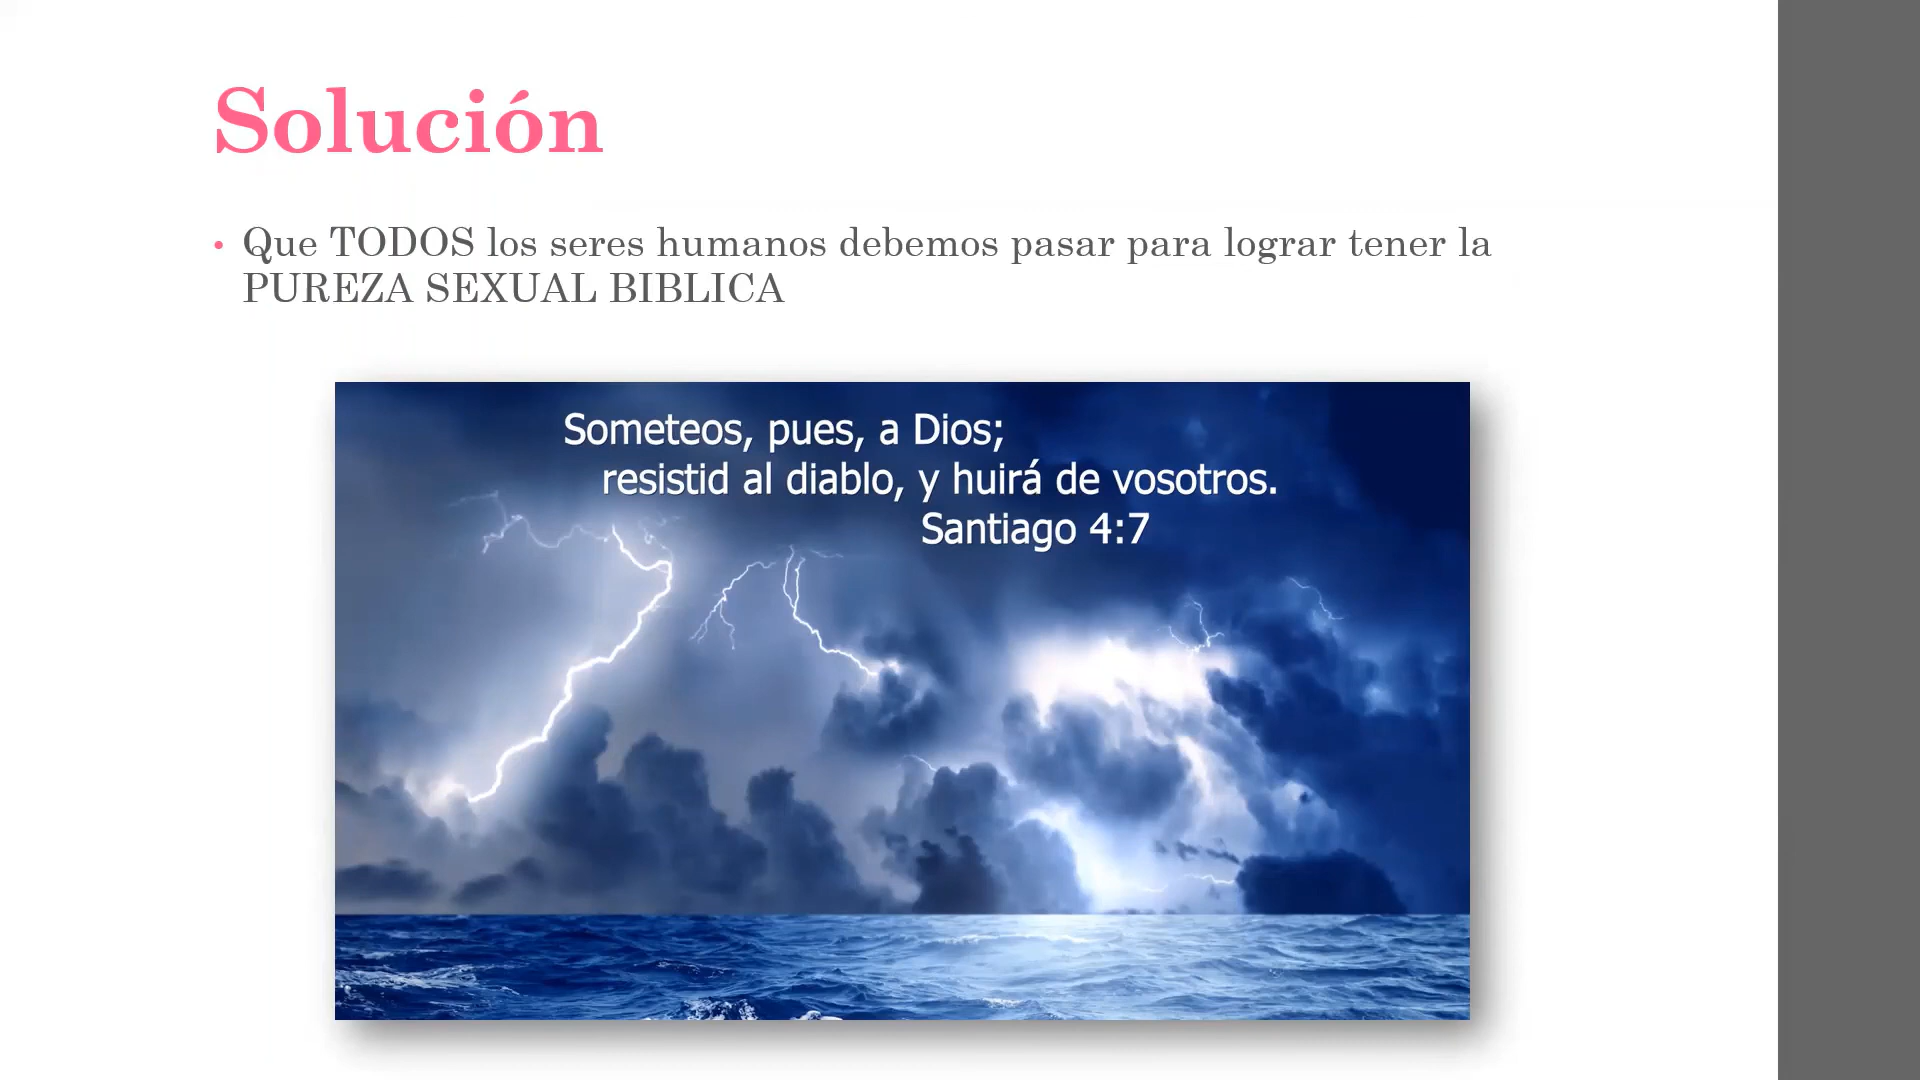 Solución
• Que TODOS los seres humanos debemos pasar para lograr tener la
PUREZA SEXUAL BIBLICA
Someteos, pues, a Dios;
resistid al diablo, y huirá de vosotros.
Santiago 4:7